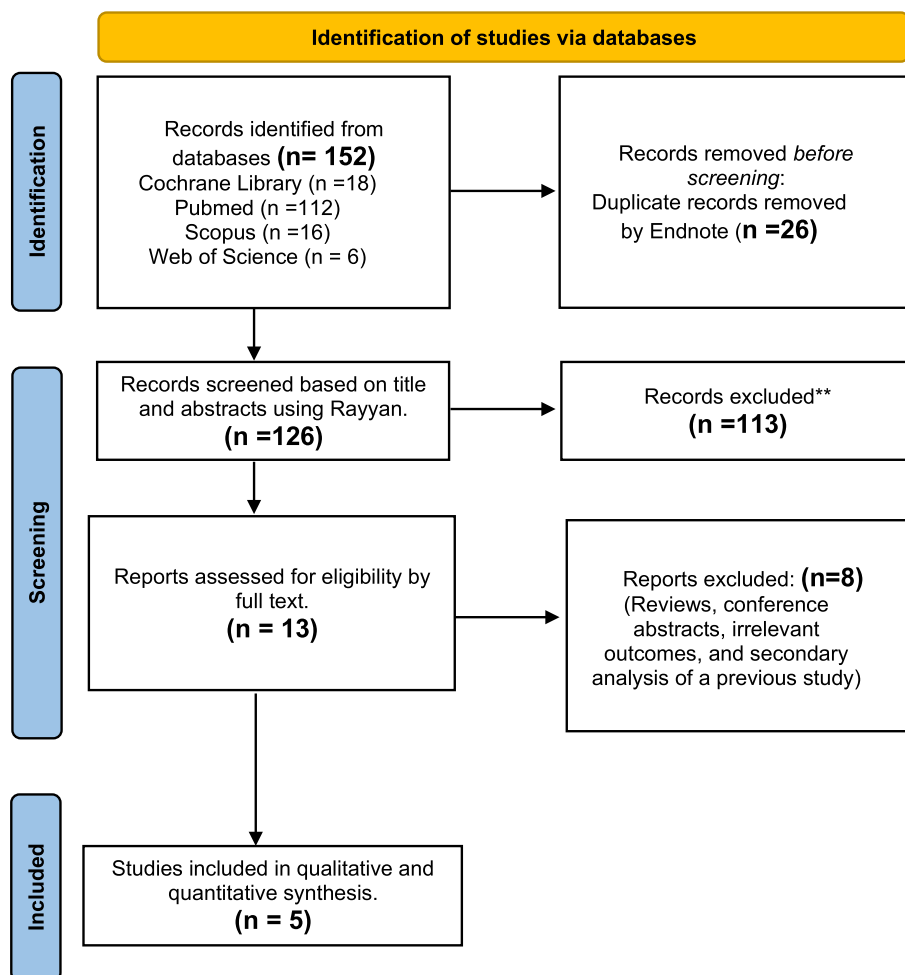 Identification of studies via databases
Identification
Records identified from
databases (n= 152)
Cochrane Library (n =18)
Pubmed (n =112)
Scopus (n =16)
Web of Science (n = 6)
Records removed before
screening:
Duplicate records removed
by Endnote (n =26)
Screening
Records screened based on title
and abstracts using Rayyan.
(n =126)
Records excluded**
(n =113)
Reports assessed for eligibility by
full text.
(n = 13)
Reports excluded: (n=8)
(Reviews, conference
abstracts, irrelevant
outcomes, and secondary
analysis of a previous study)
Included
Studies included in qualitative and
quantitative synthesis.
(n = 5)